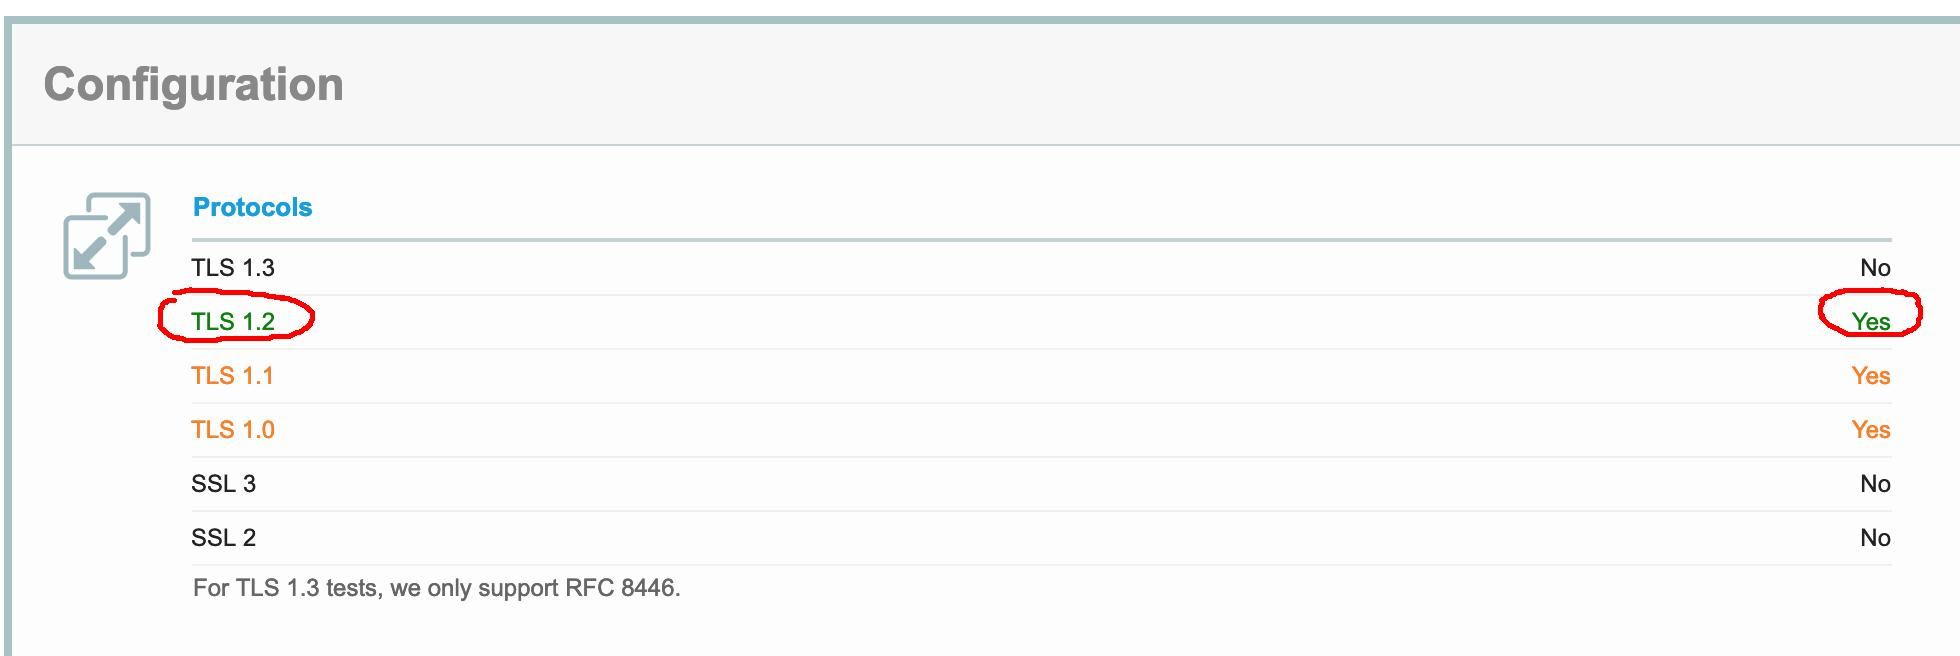 Configuration
Protocols
TLS 1.3 No
TLS 1.2 Yes
TLS 1.1 Yes
TLS 1.0 Yes
SSL 3 No
SSL 2 No
For TLS 1.3 tests, we only support RFC 8446.